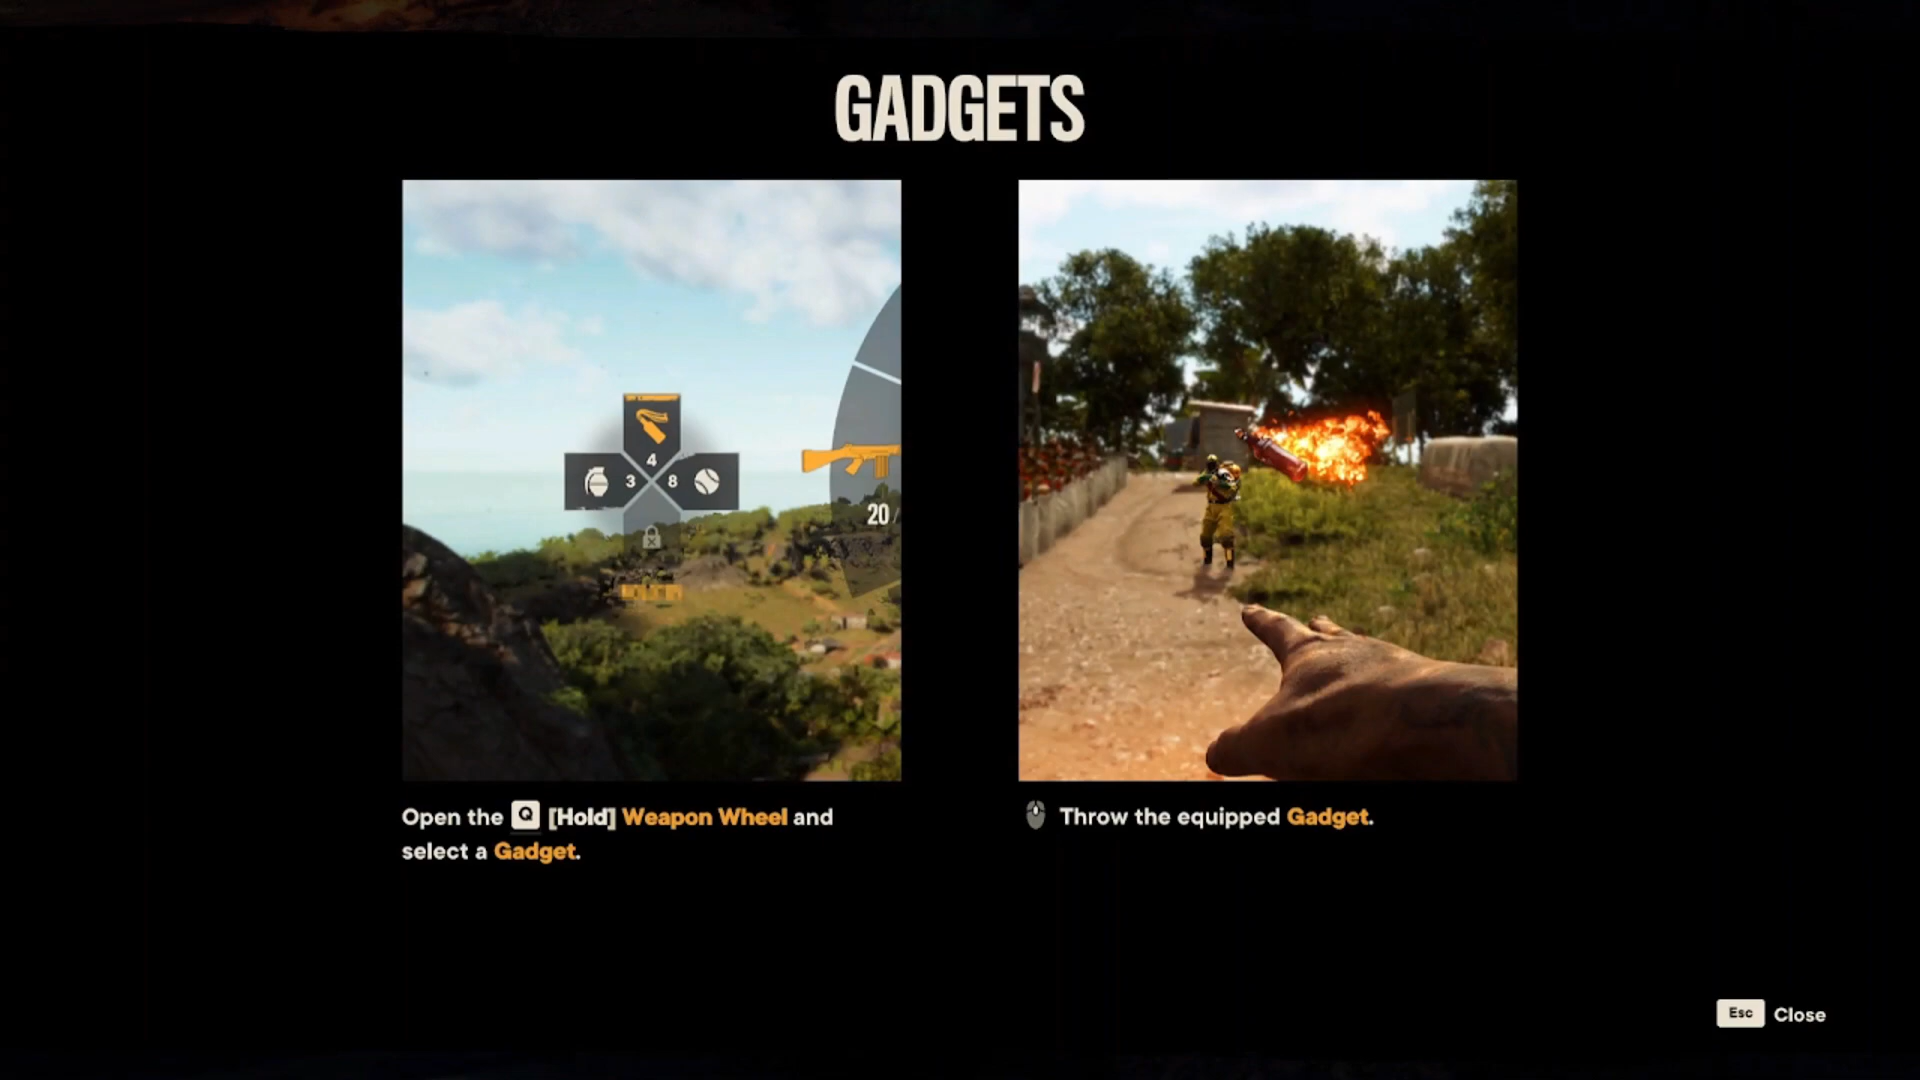 GADGETS
4
3
8
20 /
Open the Q [Hold] Weapon Wheel and
select a Gadget.
Throw the equipped Gadget.
Esc Close